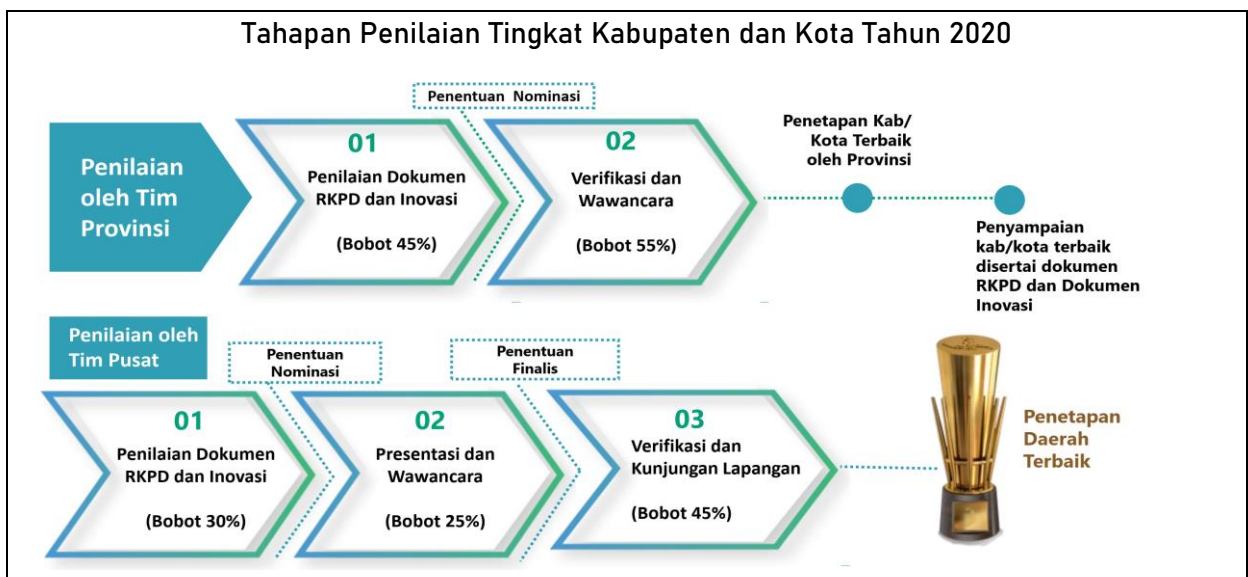 Tahapan Penilaian Tingkat Kabupaten dan Kota Tahun 2020
Penilaian
oleh Tim
Provinsi
01
Penilaian Dokumen
RKPD dan Inovasi
(Bobot 45%)
Penentuan Nominasi
02
Verifikasi dan
Wawancara
(Bobot 55%)
Penetapan Kab/
Kota Terbaik
oleh Provinsi
Penyampaian
kab/kota terbaik
disertai dokumen
RKPD dan Dokumen
Inovasi
Penilaian oleh
Tim Pusat
01
Penilaian Dokumen
RKPD dan Inovasi
(Bobot 30%)
Penentuan
Nominasi
02
Presentasi dan
Wawancara
(Bobot 25%)
Penentuan
Finalis
03
Verifikasi dan
Kunjungan Lapangan
(Bobot 45%)
Penetapan
Daerah
Terbaik